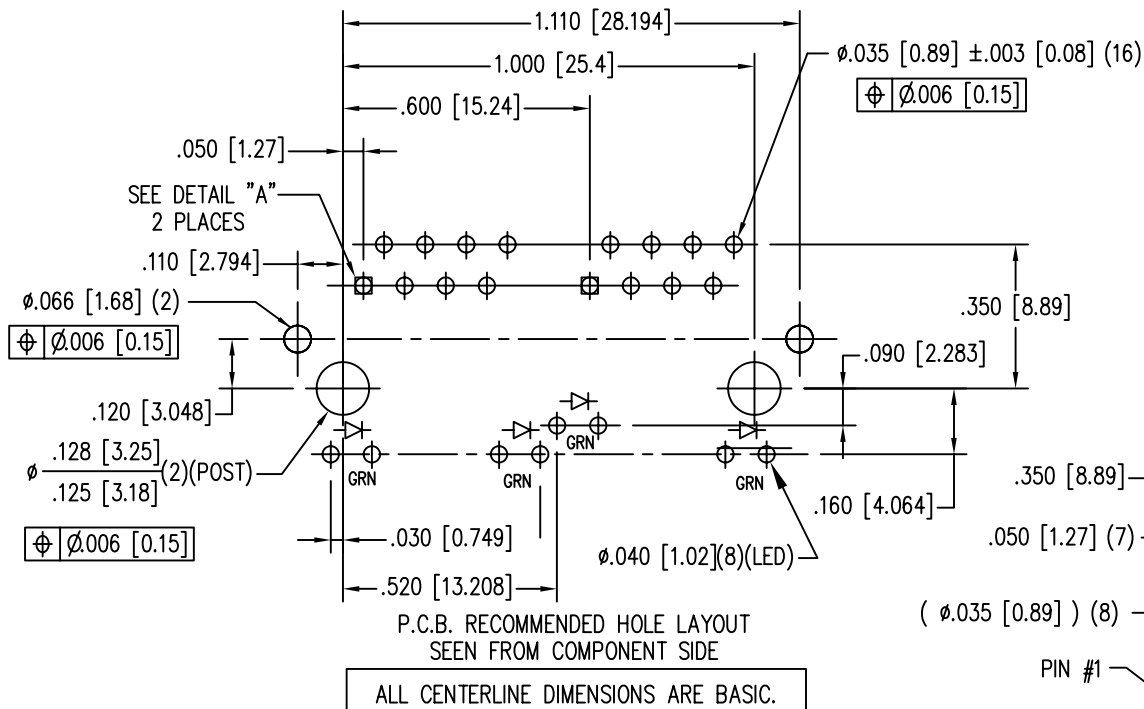 1.110 [28.194]
ø.035 [0.89] ±.003 [0.08] (16)
1.000 [25.4]
⌖ Ø.006 [0.15]
.600 [15.24]
.050 [1.27]
SEE DETAIL "A"
2 PLACES
.110 [2.794]
ø.066 [1.68] (2)
.350 [8.89]
⌖ Ø.006 [0.15]
.090 [2.283]
.120 [3.048]
GRN
.128 [3.25]
ø (2)(POST)
.125 [3.18]
GRN
GRN
GRN
.350 [8.89]
.160 [4.064]
⌖ Ø.006 [0.15]
.030 [0.749]
.050 [1.27] (7)
ø.040 [1.02](8)(LED)
.520 [13.208]
( ø.035 [0.89] ) (8)
P.C.B. RECOMMENDED HOLE LAYOUT
SEEN FROM COMPONENT SIDE
PIN #1
ALL CENTERLINE DIMENSIONS ARE BASIC.